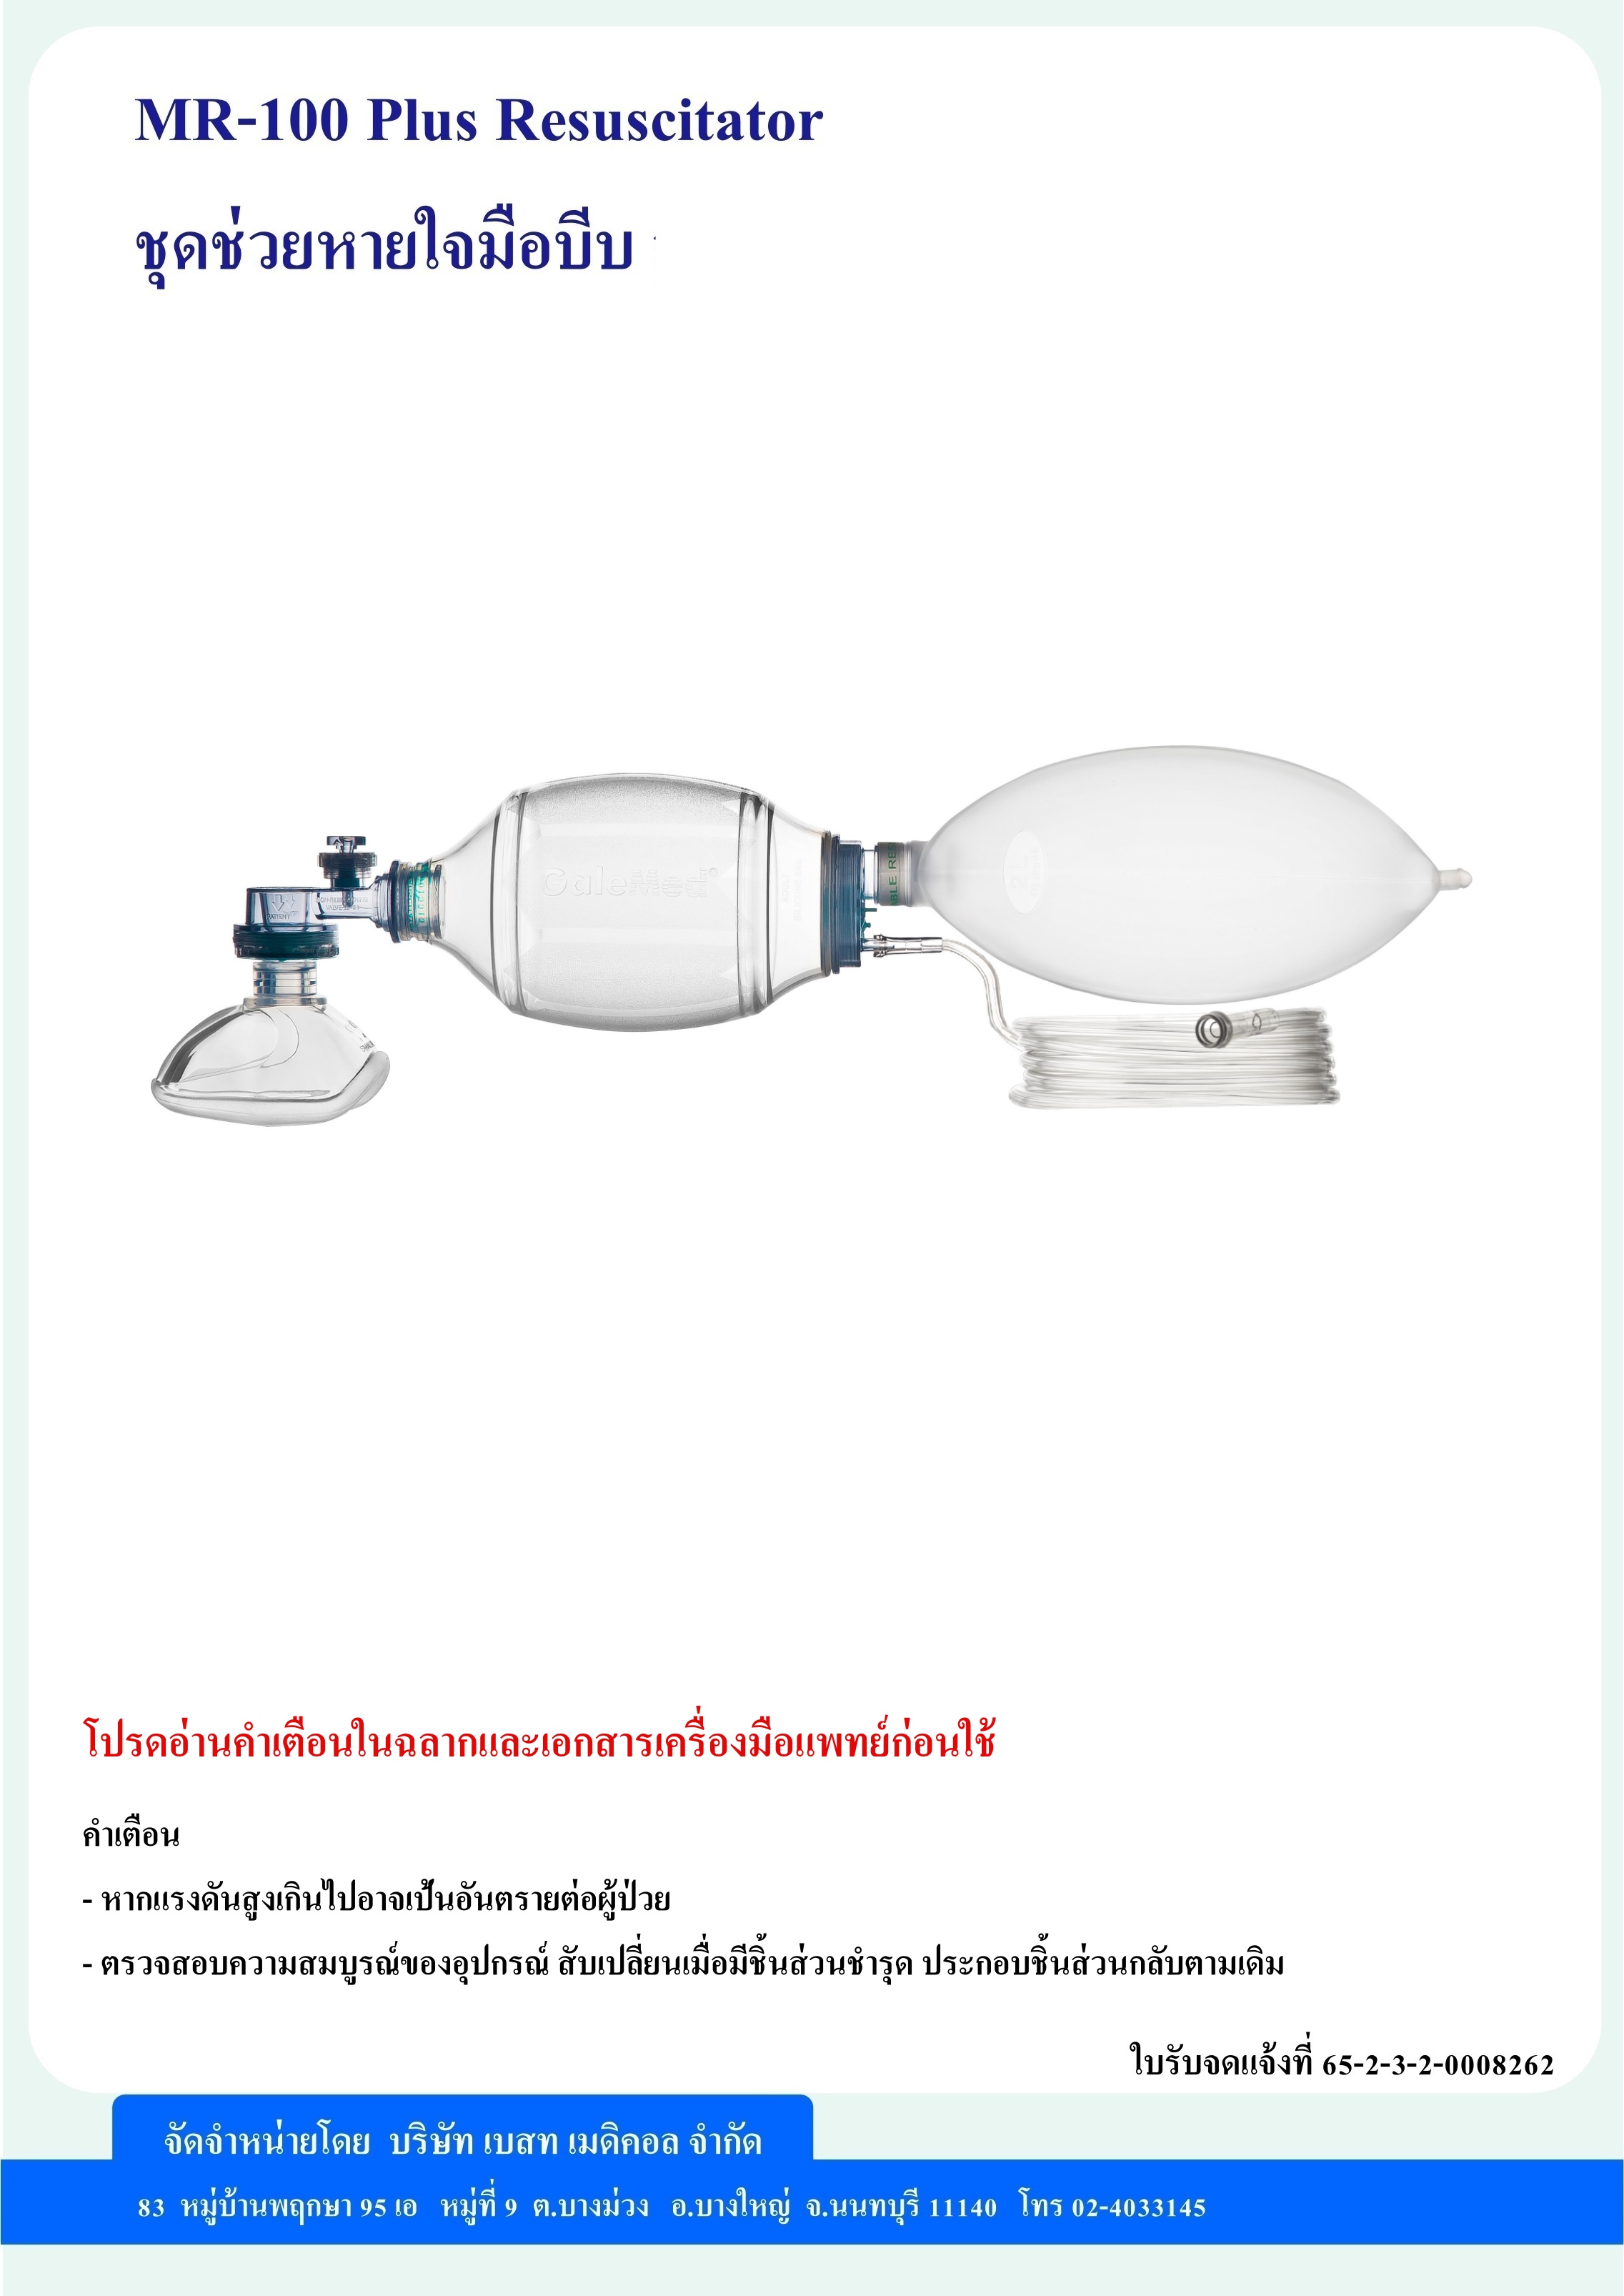 MR-100 Plus Resuscitator
ชุดช่วยหายใจมือบีบ
GaleMed
PATENT
โปรดอ่านคำเตือนในฉลากและเอกสารเครื่องมือแพทย์ก่อนใช้
คำเตือน
- หากแรงดันสูงเกินไปอาจเป็นอันตรายต่อผู้ป่วย
- ตรวจสอบความสมบูรณ์ของอุปกรณ์ สับเปลี่ยนเมื่อมีชิ้นส่วนชำรุด ประกอบชิ้นส่วนกลับตามเดิม
ใบรับจดแจ้งที่ 65-2-3-2-0008262
จัดจำหน่ายโดย บริษัท เบสท เมดิคอล จำกัด
83 หมู่บ้านพฤกษา 95 เอ หมู่ที่ 9 ต.บางม่วง อ.บางใหญ่ จ.นนทบุรี 11140 โทร 02-4033145